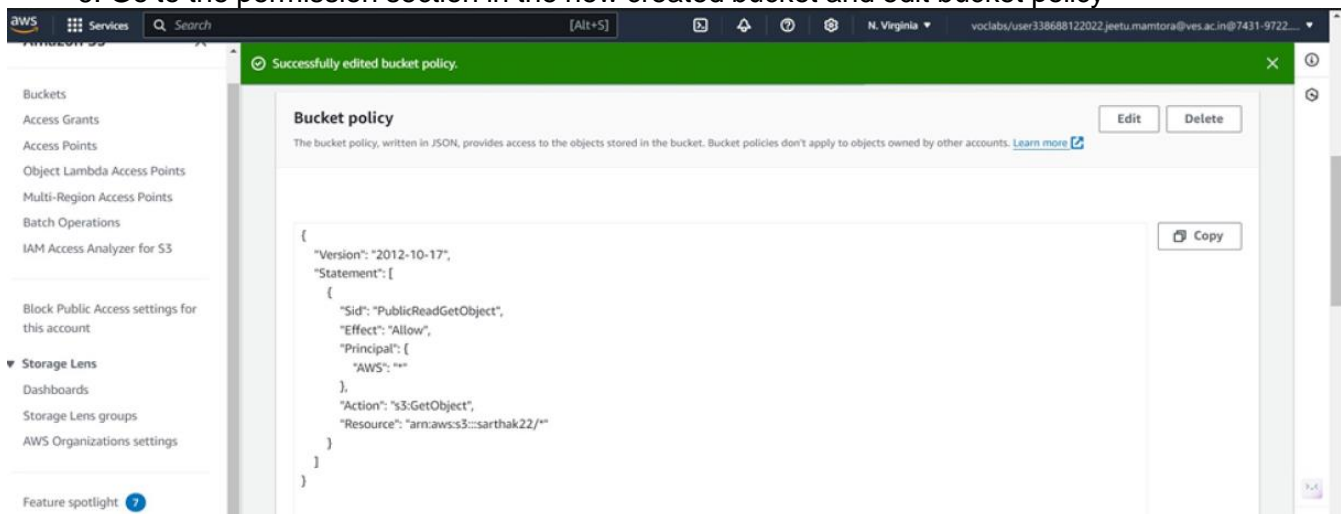 Go to the permission section in the new created bucket and edit bucket policy
aws Services Search [Alt+S] N. Virginia voclabs/user338688122022.jeetu.mamtora@ves.ac.in@7431-9722....
Amazon S3
Successfully edited bucket policy.
Buckets
Access Grants
Access Points
Object Lambda Access Points
Multi-Region Access Points
Batch Operations
IAM Access Analyzer for S3
Block Public Access settings for
this account
Storage Lens
Dashboards
Storage Lens groups
AWS Organizations settings
Feature spotlight 7
Bucket policy
Edit Delete
The bucket policy, written in JSON, provides access to the objects stored in the bucket. Bucket policies don't apply to objects owned by other accounts. Learn more
Copy
{
"Version": "2012-10-17",
"Statement": [
{
"Sid": "PublicReadGetObject",
"Effect": "Allow",
"Principal": {
"AWS": "*"
},
"Action": "s3:GetObject",
"Resource": "arn:aws:s3:::sarthak22/*"
}
]
}